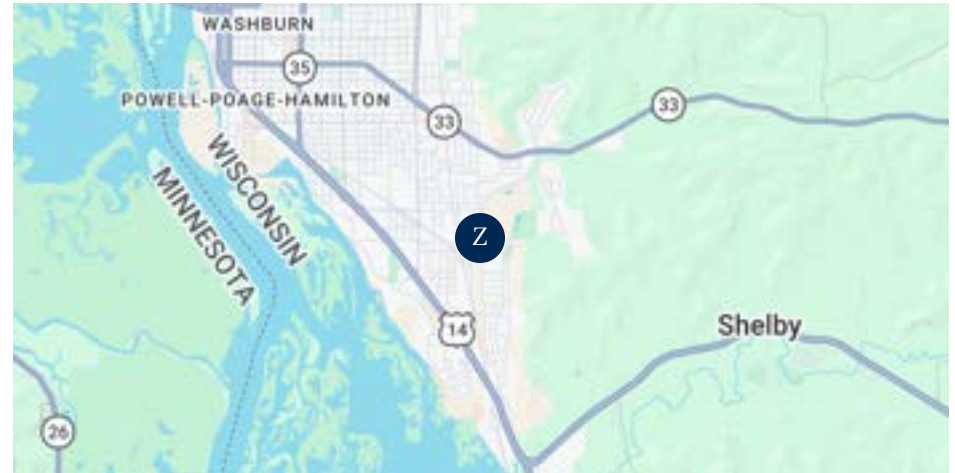 WASHBURN
35
POWELL-POAGE-HAMILTON
33
33
WISCONSIN
MINNESOTA
Z
14
Shelby
26